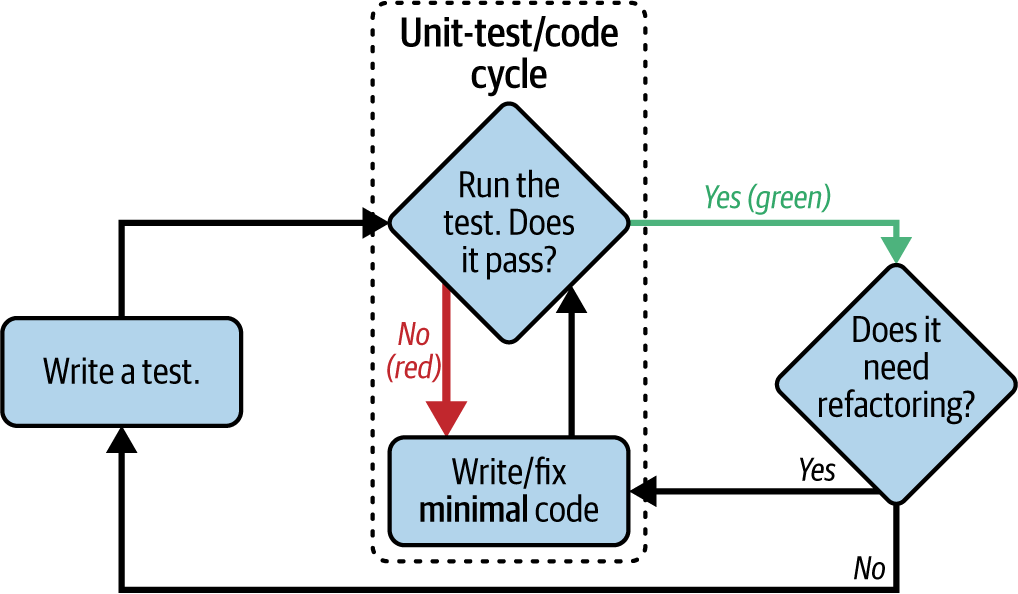 Unit-test/code
cycle
Run the
test. Does
it pass?
Yes (green)
No
(red)
Write a test.
Does it
need
refactoring?
Write/fix
minimal code
Yes
No